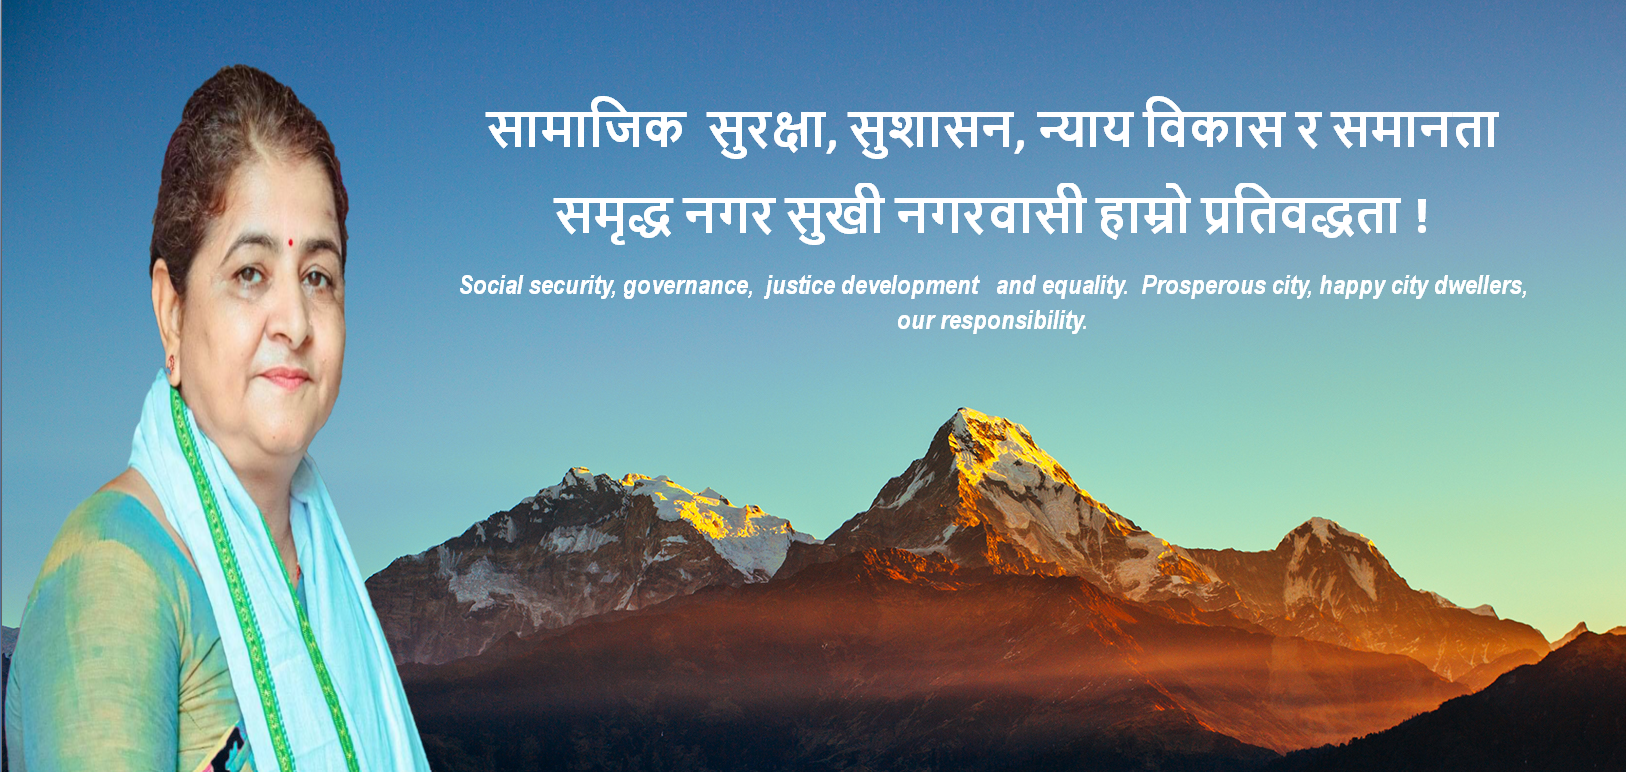 सामाजिक सुरक्षा, सुशासन, न्याय विकास र समानता
समृद्ध नगर सुखी नगरवासी हाम्रो प्रतिवद्धता !
Social security, governance, justice development and equality. Prosperous city, happy city dwellers,
our responsibility.